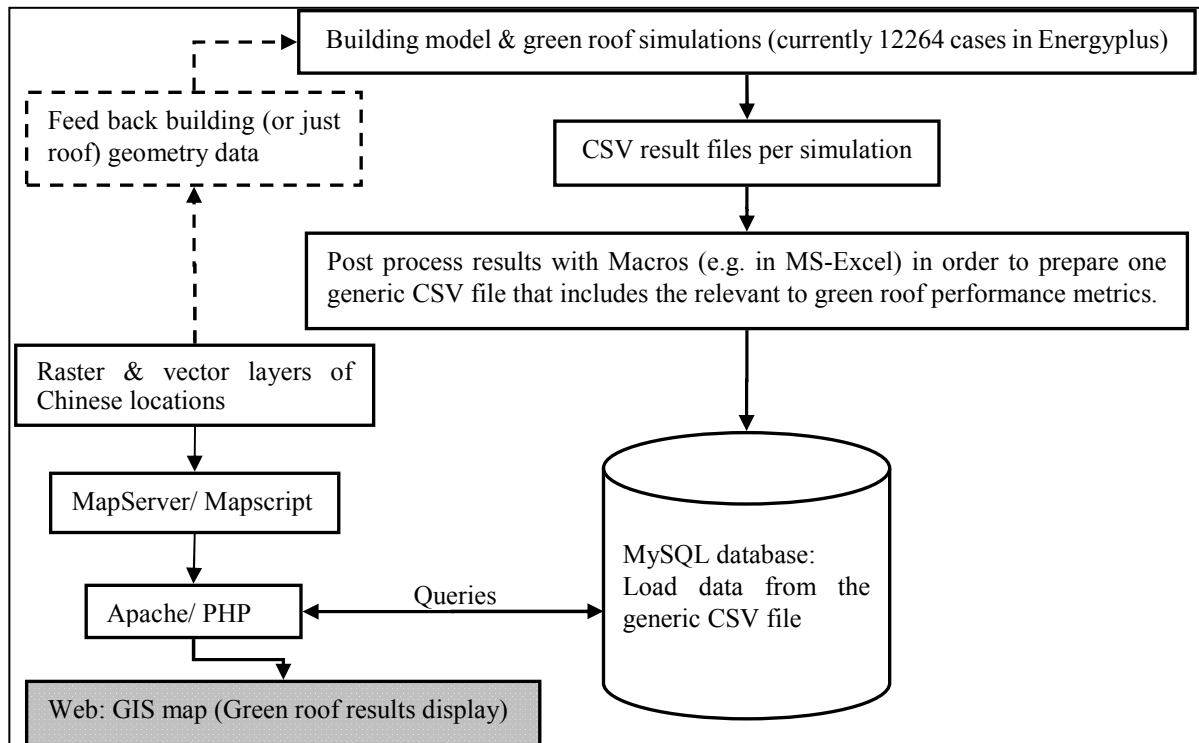 Building model & green roof simulations (currently 12264 cases in Energyplus)
Feed back building (or just
roof) geometry data
CSV result files per simulation
Post process results with Macros (e.g. in MS-Excel) in order to prepare one
generic CSV file that includes the relevant to green roof performance metrics.
Raster & vector layers of
Chinese locations
MapServer/ Mapscript
MySQL database:
Load data from the
generic CSV file
Apache/ PHP
Queries
Web: GIS map (Green roof results display)